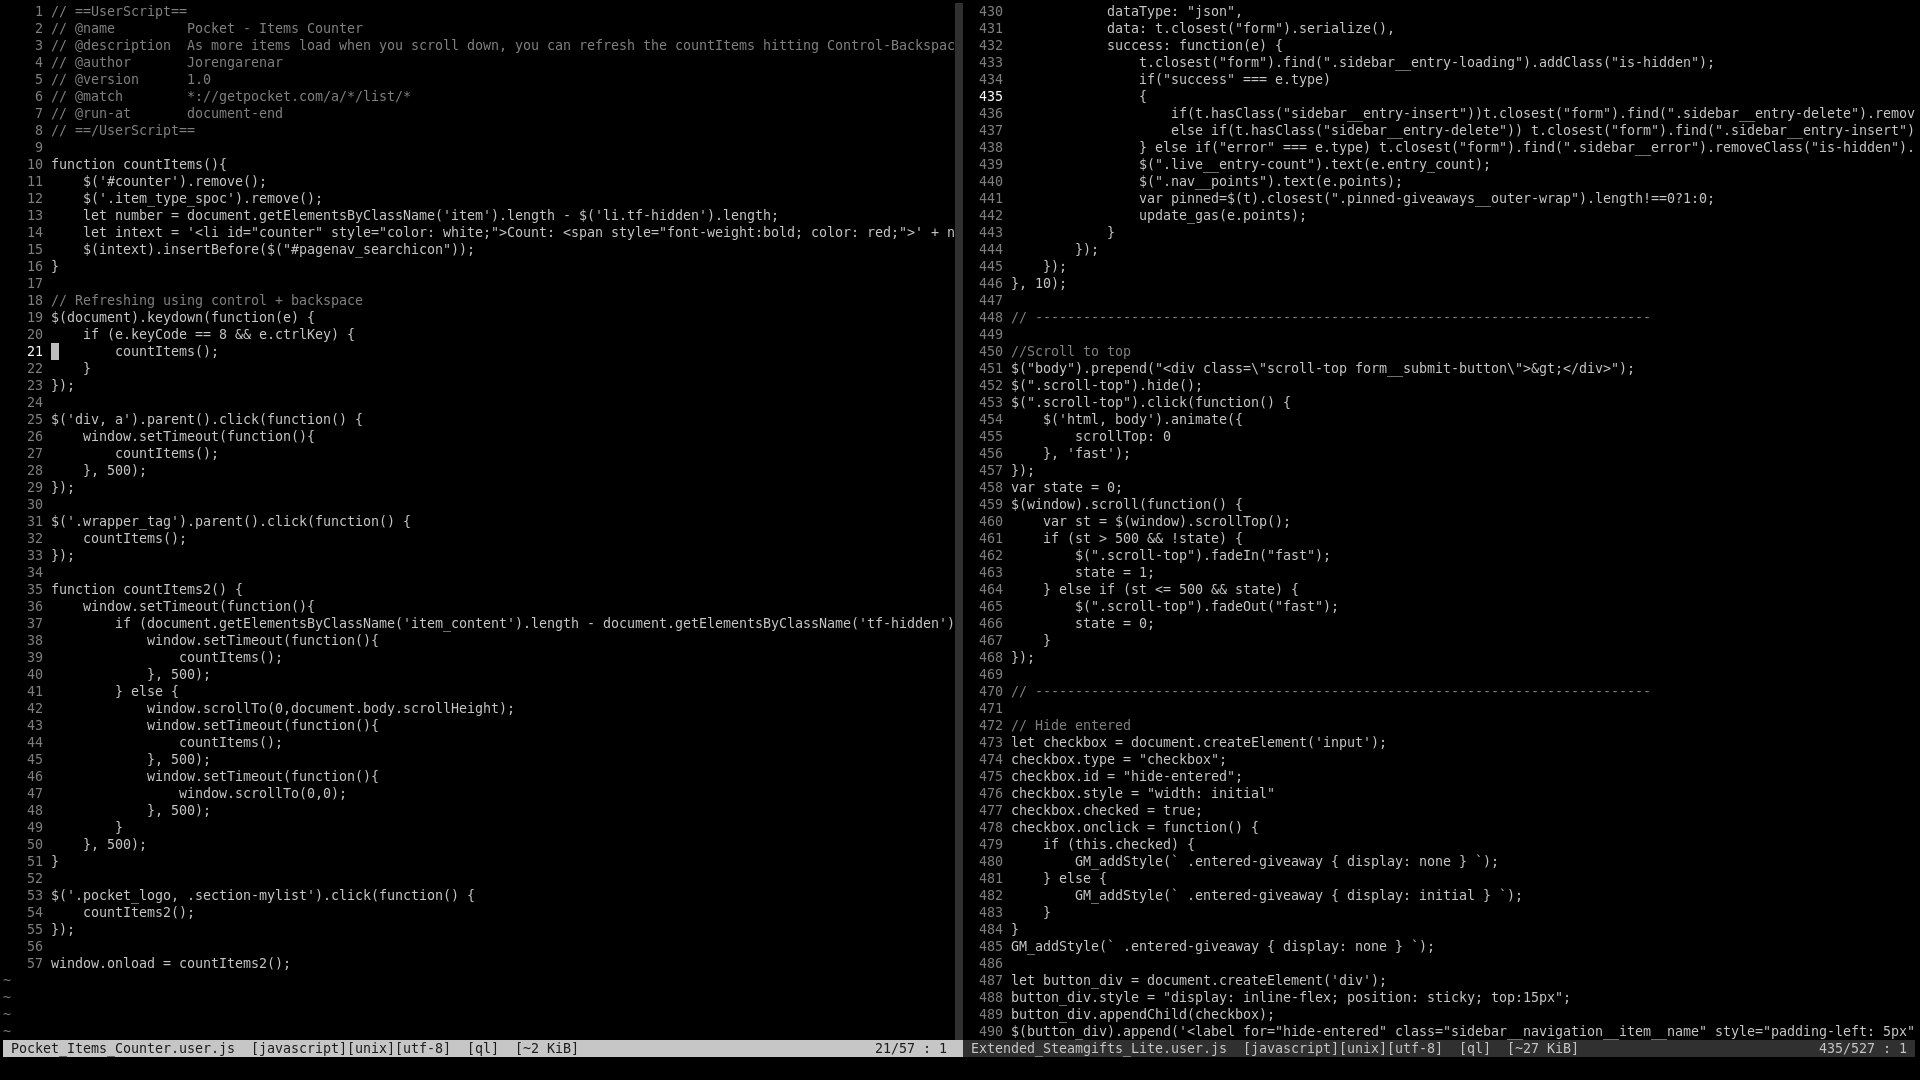 1 // ==UserScript==
2 // @name         Pocket - Items Counter
3 // @description  As more items load when you scroll down, you can refresh the countItems hitting Control-Backspac
4 // @author       Jorengarenar
5 // @version      1.0
6 // @match        *://getpocket.com/a/*/list/*
7 // @run-at       document-end
8 // ==/UserScript==
9
10 function countItems(){
11     $('#counter').remove();
12     $('.item_type_spoc').remove();
13     let number = document.getElementsByClassName('item').length - $('li.tf-hidden').length;
14     let intext = '<li id="counter" style="color: white;">Count: <span style="font-weight:bold; color: red;">' + n
15     $(intext).insertBefore($("#pagenav_searchicon"));
16 }
17
18 // Refreshing using control + backspace
19 $(document).keydown(function(e) {
20     if (e.keyCode == 8 && e.ctrlKey) {
21         countItems();
22     }
23 });
24
25 $('div, a').parent().click(function() {
26     window.setTimeout(function(){
27         countItems();
28     }, 500);
29 });
30
31 $('.wrapper_tag').parent().click(function() {
32     countItems();
33 });
34
35 function countItems2() {
36     window.setTimeout(function(){
37         if (document.getElementsByClassName('item_content').length - document.getElementsByClassName('tf-hidden')
38             window.setTimeout(function(){
39                 countItems();
40             }, 500);
41         } else {
42             window.scrollTo(0,document.body.scrollHeight);
43             window.setTimeout(function(){
44                 countItems();
45             }, 500);
46             window.setTimeout(function(){
47                 window.scrollTo(0,0);
48             }, 500);
49         }
50     }, 500);
51 }
52
53 $('.pocket_logo, .section-mylist').click(function() {
54     countItems2();
55 });
56
57 window.onload = countItems2();
~
~
~
~
Pocket_Items_Counter.user.js  [javascript][unix][utf-8]  [ql]  [~2 KiB]    21/57 : 1
430             dataType: "json",
431             data: t.closest("form").serialize(),
432             success: function(e) {
433                 t.closest("form").find(".sidebar__entry-loading").addClass("is-hidden");
434                 if("success" === e.type)
435                 {
436                     if(t.hasClass("sidebar__entry-insert"))t.closest("form").find(".sidebar__entry-delete").remov
437                     else if(t.hasClass("sidebar__entry-delete")) t.closest("form").find(".sidebar__entry-insert")
438                 } else if("error" === e.type) t.closest("form").find(".sidebar__error").removeClass("is-hidden").
439                 $(".live__entry-count").text(e.entry_count);
440                 $(".nav__points").text(e.points);
441                 var pinned=$(t).closest(".pinned-giveaways__outer-wrap").length!==0?1:0;
442                 update_gas(e.points);
443             }
444         });
445     });
446 }, 10);
447
448 // -----------------------------------------------------------------------------
449
450 //Scroll to top
451 $("body").prepend("<div class=\"scroll-top form__submit-button\">&gt;</div>");
452 $(".scroll-top").hide();
453 $(".scroll-top").click(function() {
454     $('html, body').animate({
455         scrollTop: 0
456     }, 'fast');
457 });
458 var state = 0;
459 $(window).scroll(function() {
460     var st = $(window).scrollTop();
461     if (st > 500 && !state) {
462         $(".scroll-top").fadeIn("fast");
463         state = 1;
464     } else if (st <= 500 && state) {
465         $(".scroll-top").fadeOut("fast");
466         state = 0;
467     }
468 });
469
470 // -----------------------------------------------------------------------------
471
472 // Hide entered
473 let checkbox = document.createElement('input');
474 checkbox.type = "checkbox";
475 checkbox.id = "hide-entered";
476 checkbox.style = "width: initial"
477 checkbox.checked = true;
478 checkbox.onclick = function() {
479     if (this.checked) {
480         GM_addStyle(` .entered-giveaway { display: none } `);
481     } else {
482         GM_addStyle(` .entered-giveaway { display: initial } `);
483     }
484 }
485 GM_addStyle(` .entered-giveaway { display: none } `);
486
487 let button_div = document.createElement('div');
488 button_div.style = "display: inline-flex; position: sticky; top:15px";
489 button_div.appendChild(checkbox);
490 $(button_div).append('<label for="hide-entered" class="sidebar__navigation__item__name" style="padding-left: 5px"
Extended_Steamgifts_Lite.user.js  [javascript][unix][utf-8]  [ql]  [~27 KiB]    435/527 : 1